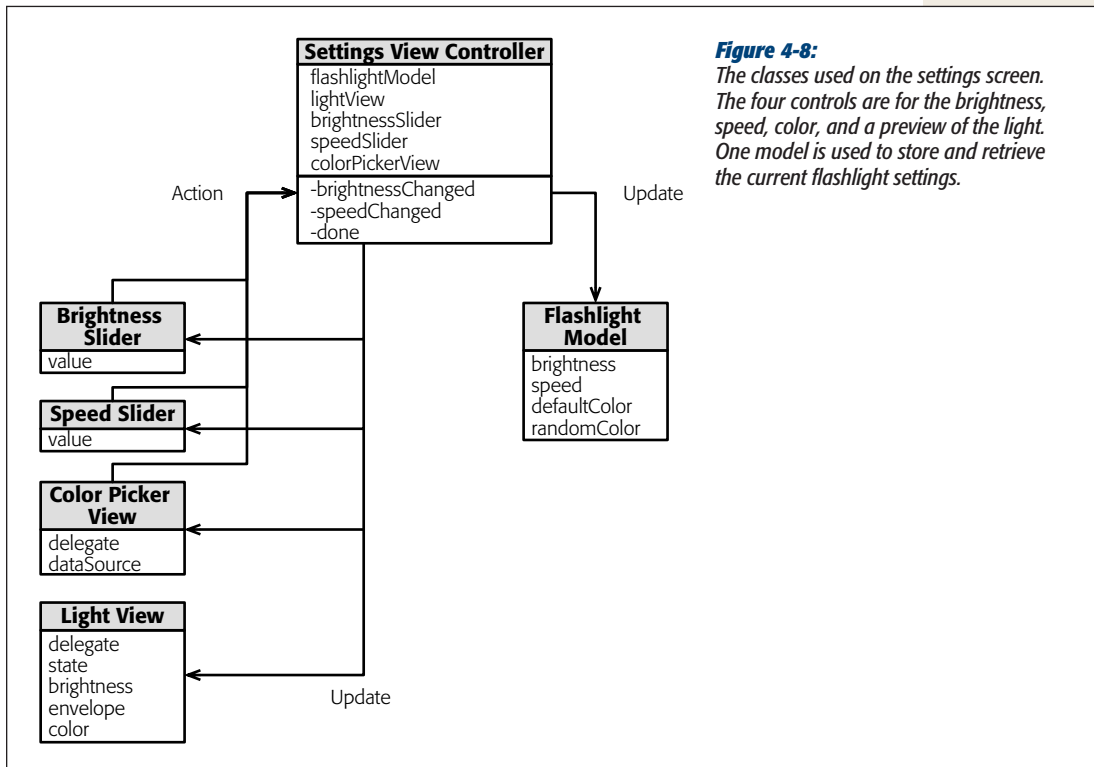 Settings View Controller
flashlightModel
lightView
brightnessSlider
speedSlider
colorPickerView
-brightnessChanged
-speedChanged
-done
Action
Update
Brightness
Slider
value
Speed Slider
value
Color Picker
View
delegate
dataSource
Light View
delegate
state
brightness
envelope
color
Update
Flashlight
Model
brightness
speed
defaultColor
randomColor
Figure 4-8:
The classes used on the settings screen.
The four controls are for the brightness,
speed, color, and a preview of the light.
One model is used to store and retrieve
the current flashlight settings.